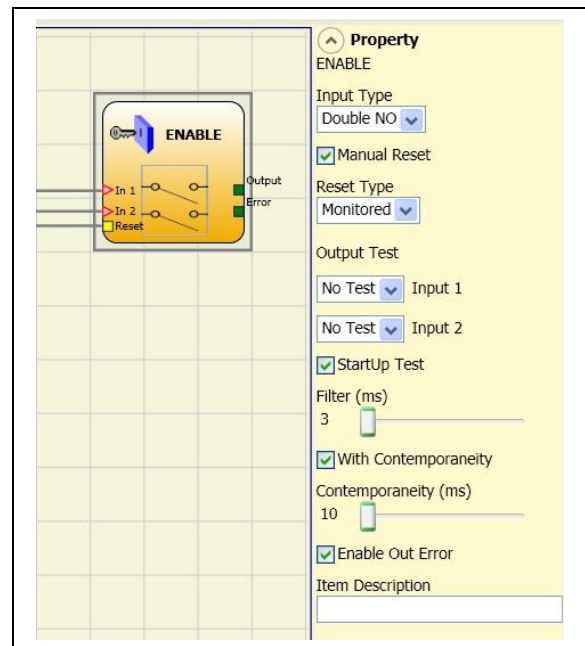 ENABLE
In 1
In 2
Reset
Output
Error
Property
ENABLE
Input Type
Double NO
Manual Reset
Reset Type
Monitored
Output Test
No Test Input 1
No Test Input 2
StartUp Test
Filter (ms)
3
With Contemporaneity
Contemporaneity (ms)
10
Enable Out Error
Item Description